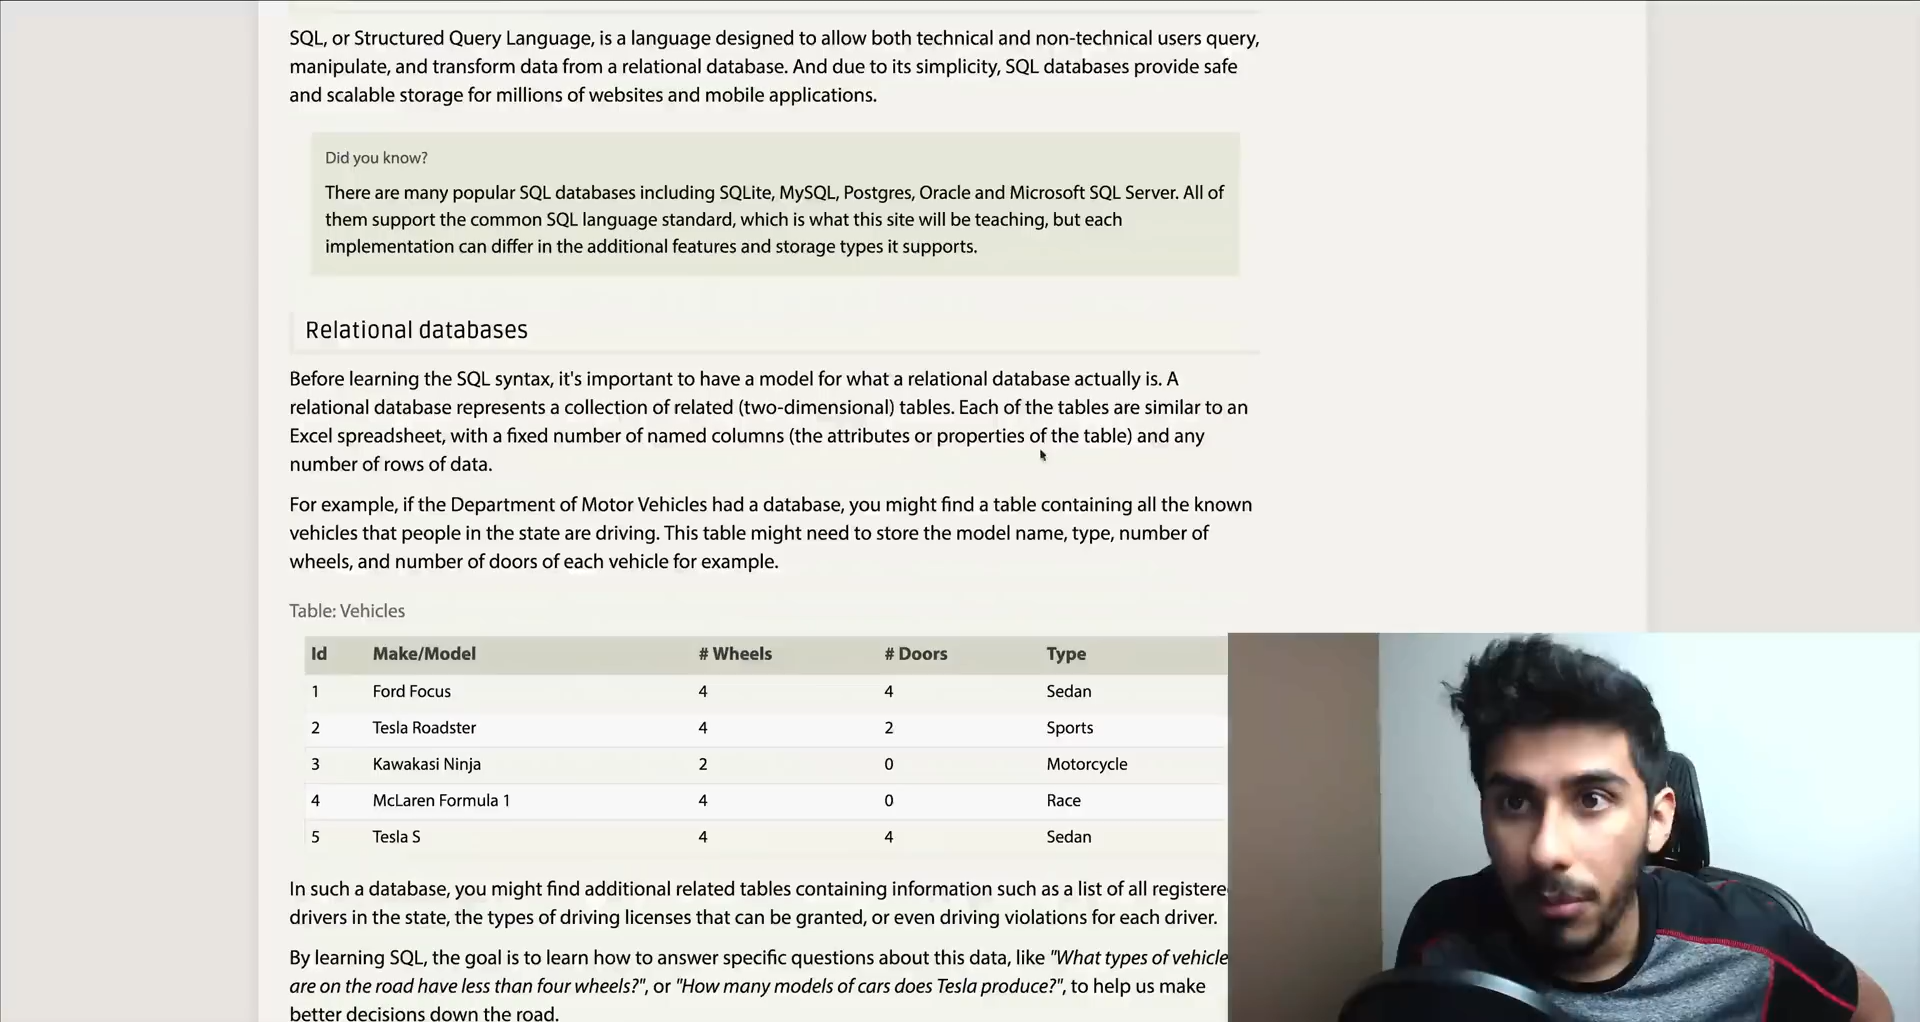 SQL, or Structured Query Language, is a language designed to allow both technical and non-technical users query,
manipulate, and transform data from a relational database. And due to its simplicity, SQL databases provide safe
and scalable storage for millions of websites and mobile applications.
Did you know?
There are many popular SQL databases including SQLite, MySQL, Postgres, Oracle and Microsoft SQL Server. All of
them support the common SQL language standard, which is what this site will be teaching, but each
implementation can differ in the additional features and storage types it supports.
Relational databases
Before learning the SQL syntax, it's important to have a model for what a relational database actually is. A
relational database represents a collection of related (two-dimensional) tables. Each of the tables are similar to an
Excel spreadsheet, with a fixed number of named columns (the attributes or properties of the table) and any
number of rows of data.
For example, if the Department of Motor Vehicles had a database, you might find a table containing all the known
vehicles that people in the state are driving. This table might need to store the model name, type, number of
wheels, and number of doors of each vehicle for example.
Table: Vehicles
Id Make/Model # Wheels # Doors Type
1 Ford Focus 4 4 Sedan
2 Tesla Roadster 4 2 Sports
3 Kawakasi Ninja 2 0 Motorcycle
4 McLaren Formula 1 4 0 Race
5 Tesla S 4 4 Sedan
In such a database, you might find additional related tables containing information such as a list of all registere
drivers in the state, the types of driving licenses that can be granted, or even driving violations for each driver.
By learning SQL, the goal is to learn how to answer specific questions about this data, like "What types of vehicle
are on the road have less than four wheels?", or "How many models of cars does Tesla produce?", to help us make
better decisions down the road.